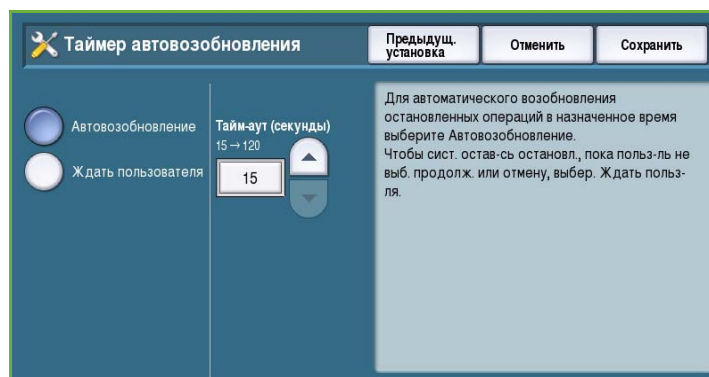 Таймер автовозобновления
Предыдущ.
установка
Отменить
Сохранить
Автовозобновление
Ждать пользователя
Тайм-аут (секунды)
15→120
15
Для автоматического возобновления
остановленных операций в назначенное время
выберите Автовозобновление.
Чтобы сист. остав-сь остановл., пока польз-ль не
выб. продолж. или отмену, выбер. Ждать польз-
ля.